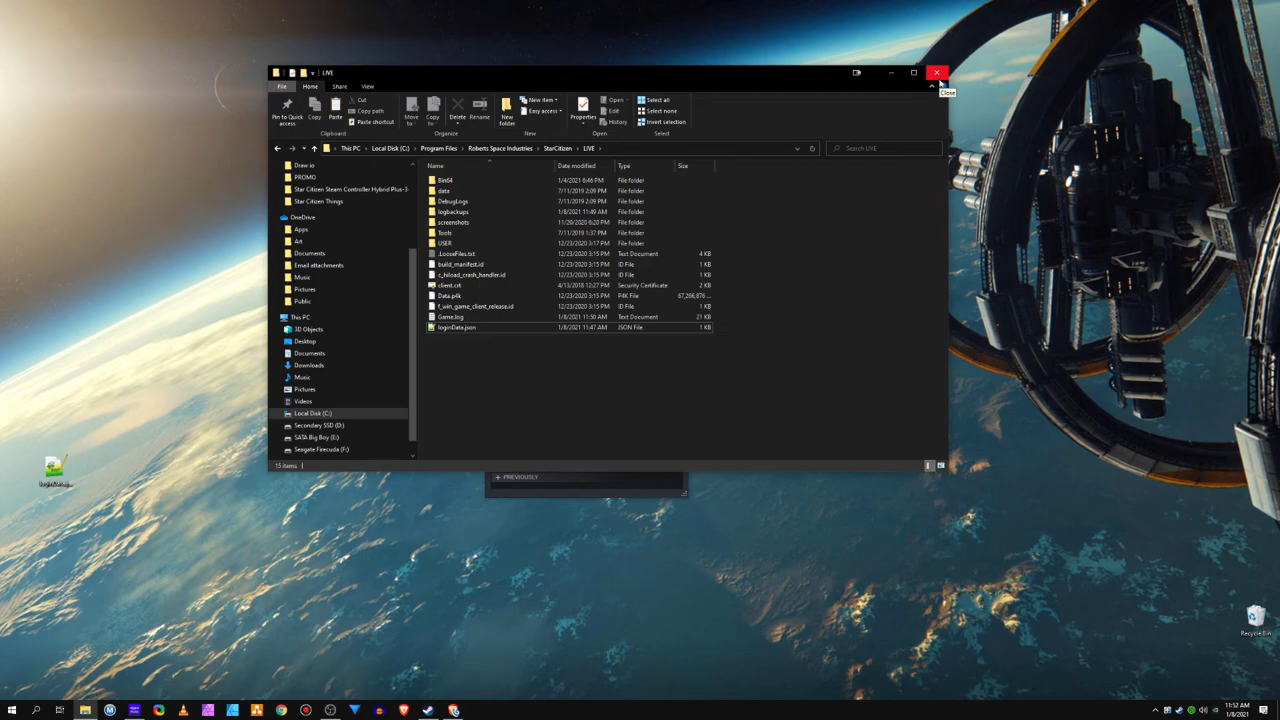 LIVE
Close
File Home Share View
Pin to Quick access
Copy
Paste
Cut
Copy path
Paste shortcut
Clipboard
Move to
Copy to
Delete
Rename
Organize
New folder
New item
Easy access
New
Properties
Open
Edit
History
Open
Select all
Select none
Invert selection
Select
This PC Local Disk (C:) Program Files Roberts Space Industries StarCitizen LIVE
Search LIVE
Draw io
PROMO
Star Citizen Steam Controller Hybrid Plus-3-
Star Citizen Things
OneDrive
Apps
Art
Documents
Email attachments
Music
Pictures
Public
This PC
3D Objects
Desktop
Documents
Downloads
Music
Pictures
Videos
Local Disk (C:)
Secondary SSD (D:)
SATA Big Boy (E:)
Seagate Firecuda (F:)
Name Date modified Type Size
Bin64 1/4/2021 6:46 PM File folder
data 7/11/2019 2:09 PM File folder
DebugLogs 7/11/2019 2:09 PM File folder
logbackups 1/8/2021 11:49 AM File folder
screenshots 11/20/2020 6:20 PM File folder
Tools 7/11/2019 1:37 PM File folder
USER 12/23/2020 3:17 PM File folder
.LooseFiles.txt 12/23/2020 3:15 PM Text Document 4 KB
build_manifest.id 12/23/2020 3:15 PM ID File 1 KB
c_hiload_crash_handler.id 12/23/2020 3:15 PM ID File 1 KB
client.crt 4/13/2018 12:27 PM Security Certificate 2 KB
Data.p4k 12/23/2020 3:15 PM P4K File 67,266,876 ...
f_win_game_client_release.id 12/23/2020 3:15 PM ID File 1 KB
Game.log 1/8/2021 11:50 AM Text Document 21 KB
loginData.json 1/8/2021 11:47 AM JSON File 1 KB
15 items
+ PREVIOUSLY
Recycle Bin
11:52 AM
1/8/2021